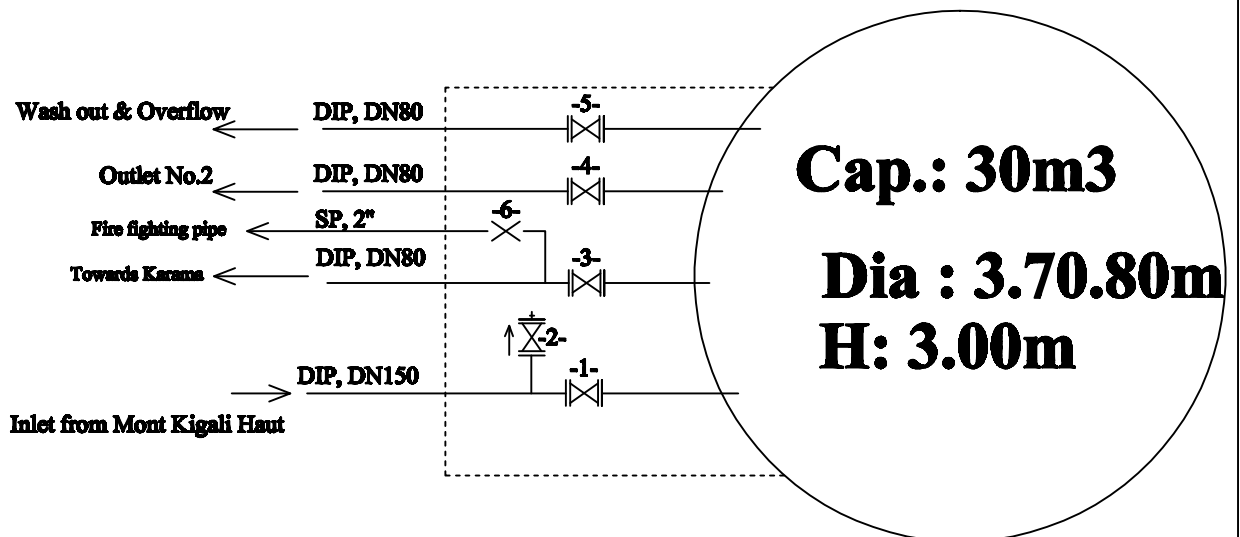 Wash out & Overflow
DIP, DN80
-5-
Outlet No.2
DIP, DN80
-4-
Fire fighting pipe
SP, 2"
-6-
Towards Karama
DIP, DN80
-3-
-2-
DIP, DN150
-1-
Inlet from Mont Kigali Haut
Cap.: 30m3
Dia : 3.70.80m
H: 3.00m